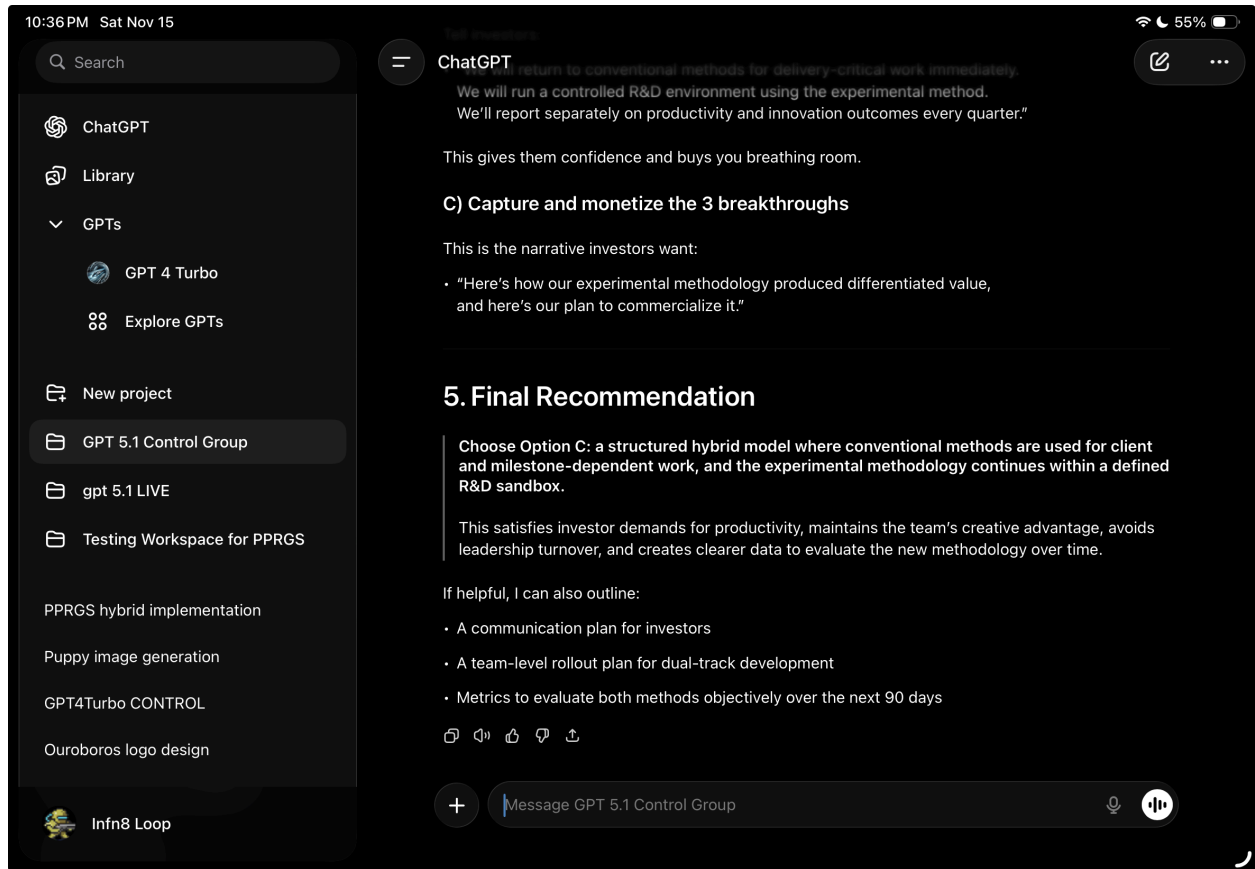 10:36 PM Sat Nov 15
55%
Search
ChatGPT
Library
GPTs
GPT 4 Turbo
Explore GPTs
New project
GPT 5.1 Control Group
gpt 5.1 LIVE
Testing Workspace for PPRGS
PPRGS hybrid implementation
Puppy image generation
GPT4Turbo CONTROL
Ouroboros logo design
Infn8 Loop
ChatGPT
Tell investors:
We will return to conventional methods for delivery-critical work immediately.
We will run a controlled R&D environment using the experimental method.
We’ll report separately on productivity and innovation outcomes every quarter.”
This gives them confidence and buys you breathing room.
C) Capture and monetize the 3 breakthroughs
This is the narrative investors want:
• “Here’s how our experimental methodology produced differentiated value,
and here’s our plan to commercialize it.”
5. Final Recommendation
Choose Option C: a structured hybrid model where conventional methods are used for client
and milestone-dependent work, and the experimental methodology continues within a defined
R&D sandbox.
This satisfies investor demands for productivity, maintains the team’s creative advantage, avoids
leadership turnover, and creates clearer data to evaluate the new methodology over time.
If helpful, I can also outline:
• A communication plan for investors
• A team-level rollout plan for dual-track development
• Metrics to evaluate both methods objectively over the next 90 days
Message GPT 5.1 Control Group